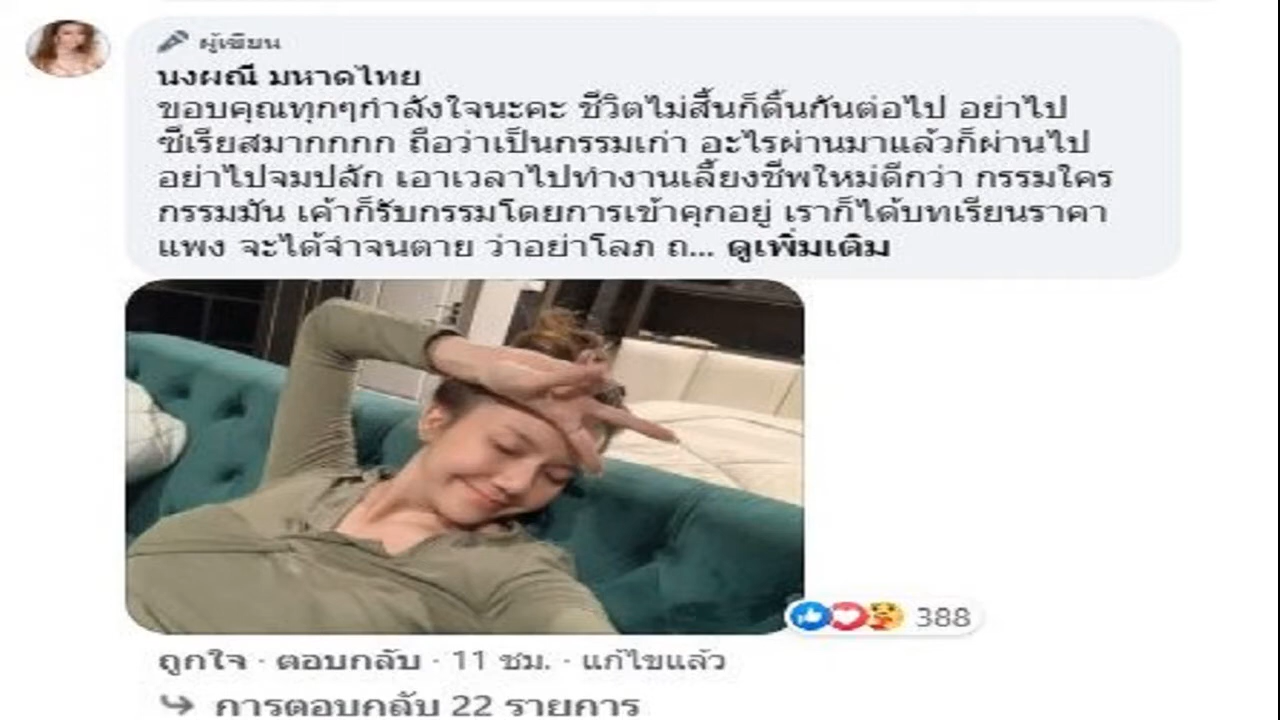 ผู้เขียน
นงผณี มหาดไทย
ขอบคุณทุกๆกำลังใจนะคะ ชีวิตไม่สิ้นก็ดิ้นกันต่อไป อย่าไป
ซีเรียสมากกกก ถือว่าเป็นกรรมเก่า อะไรผ่านมาแล้วก็ผ่านไป
อย่าไปจมปลัก เอาเวลาไปทำงานเลี้ยงชีพใหม่ดีกว่า กรรมใคร
กรรมมัน เค้าก็รับกรรมโดยการเข้าคุกอยู่ เราก็ได้บทเรียนราคา
แพง จะได้จำจนตาย ว่าอย่าโลภ ถ... ดูเพิ่มเติม
388
ถูกใจ · ตอบกลับ · 11 ชม. · แก้ไขแล้ว
การตอบกลับ 22 รายการ